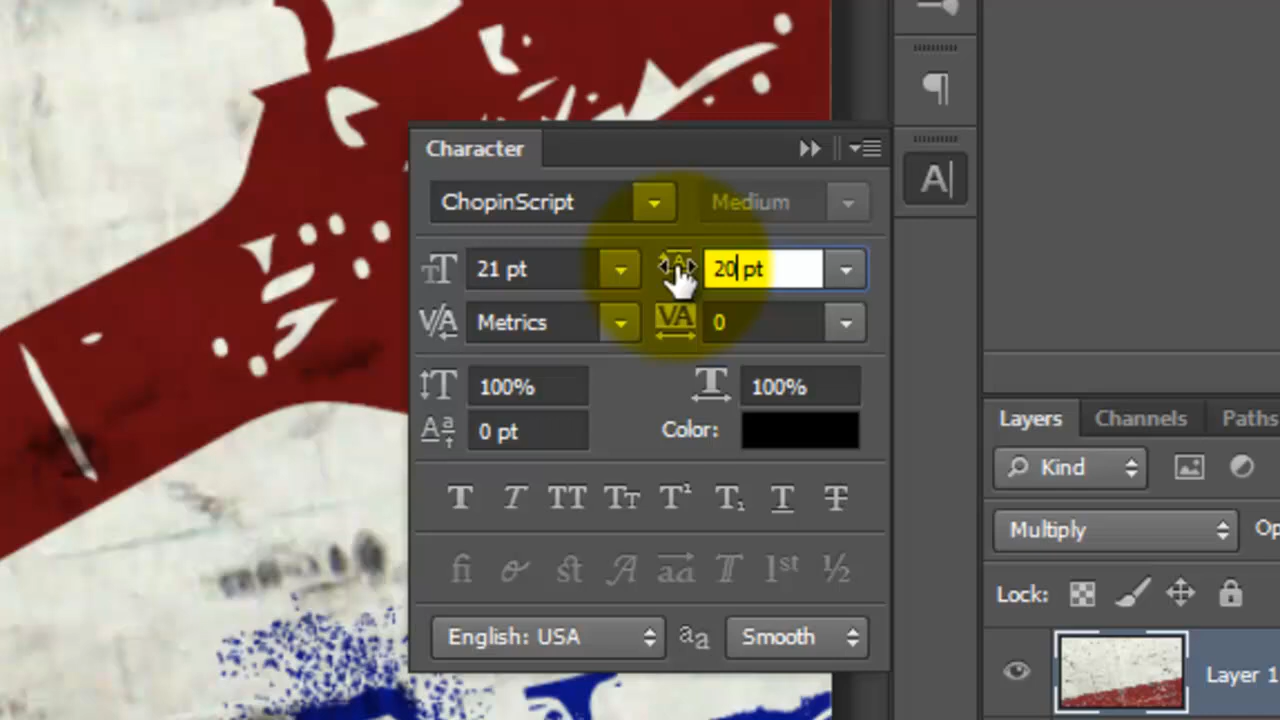 Character
ChopinScript Medium
21 pt 20 pt
Metrics 0
100% 100%
0 pt Color:
English: USA Smooth
Layers Channels Paths
Kind
Multiply Op
Lock:
Layer 1